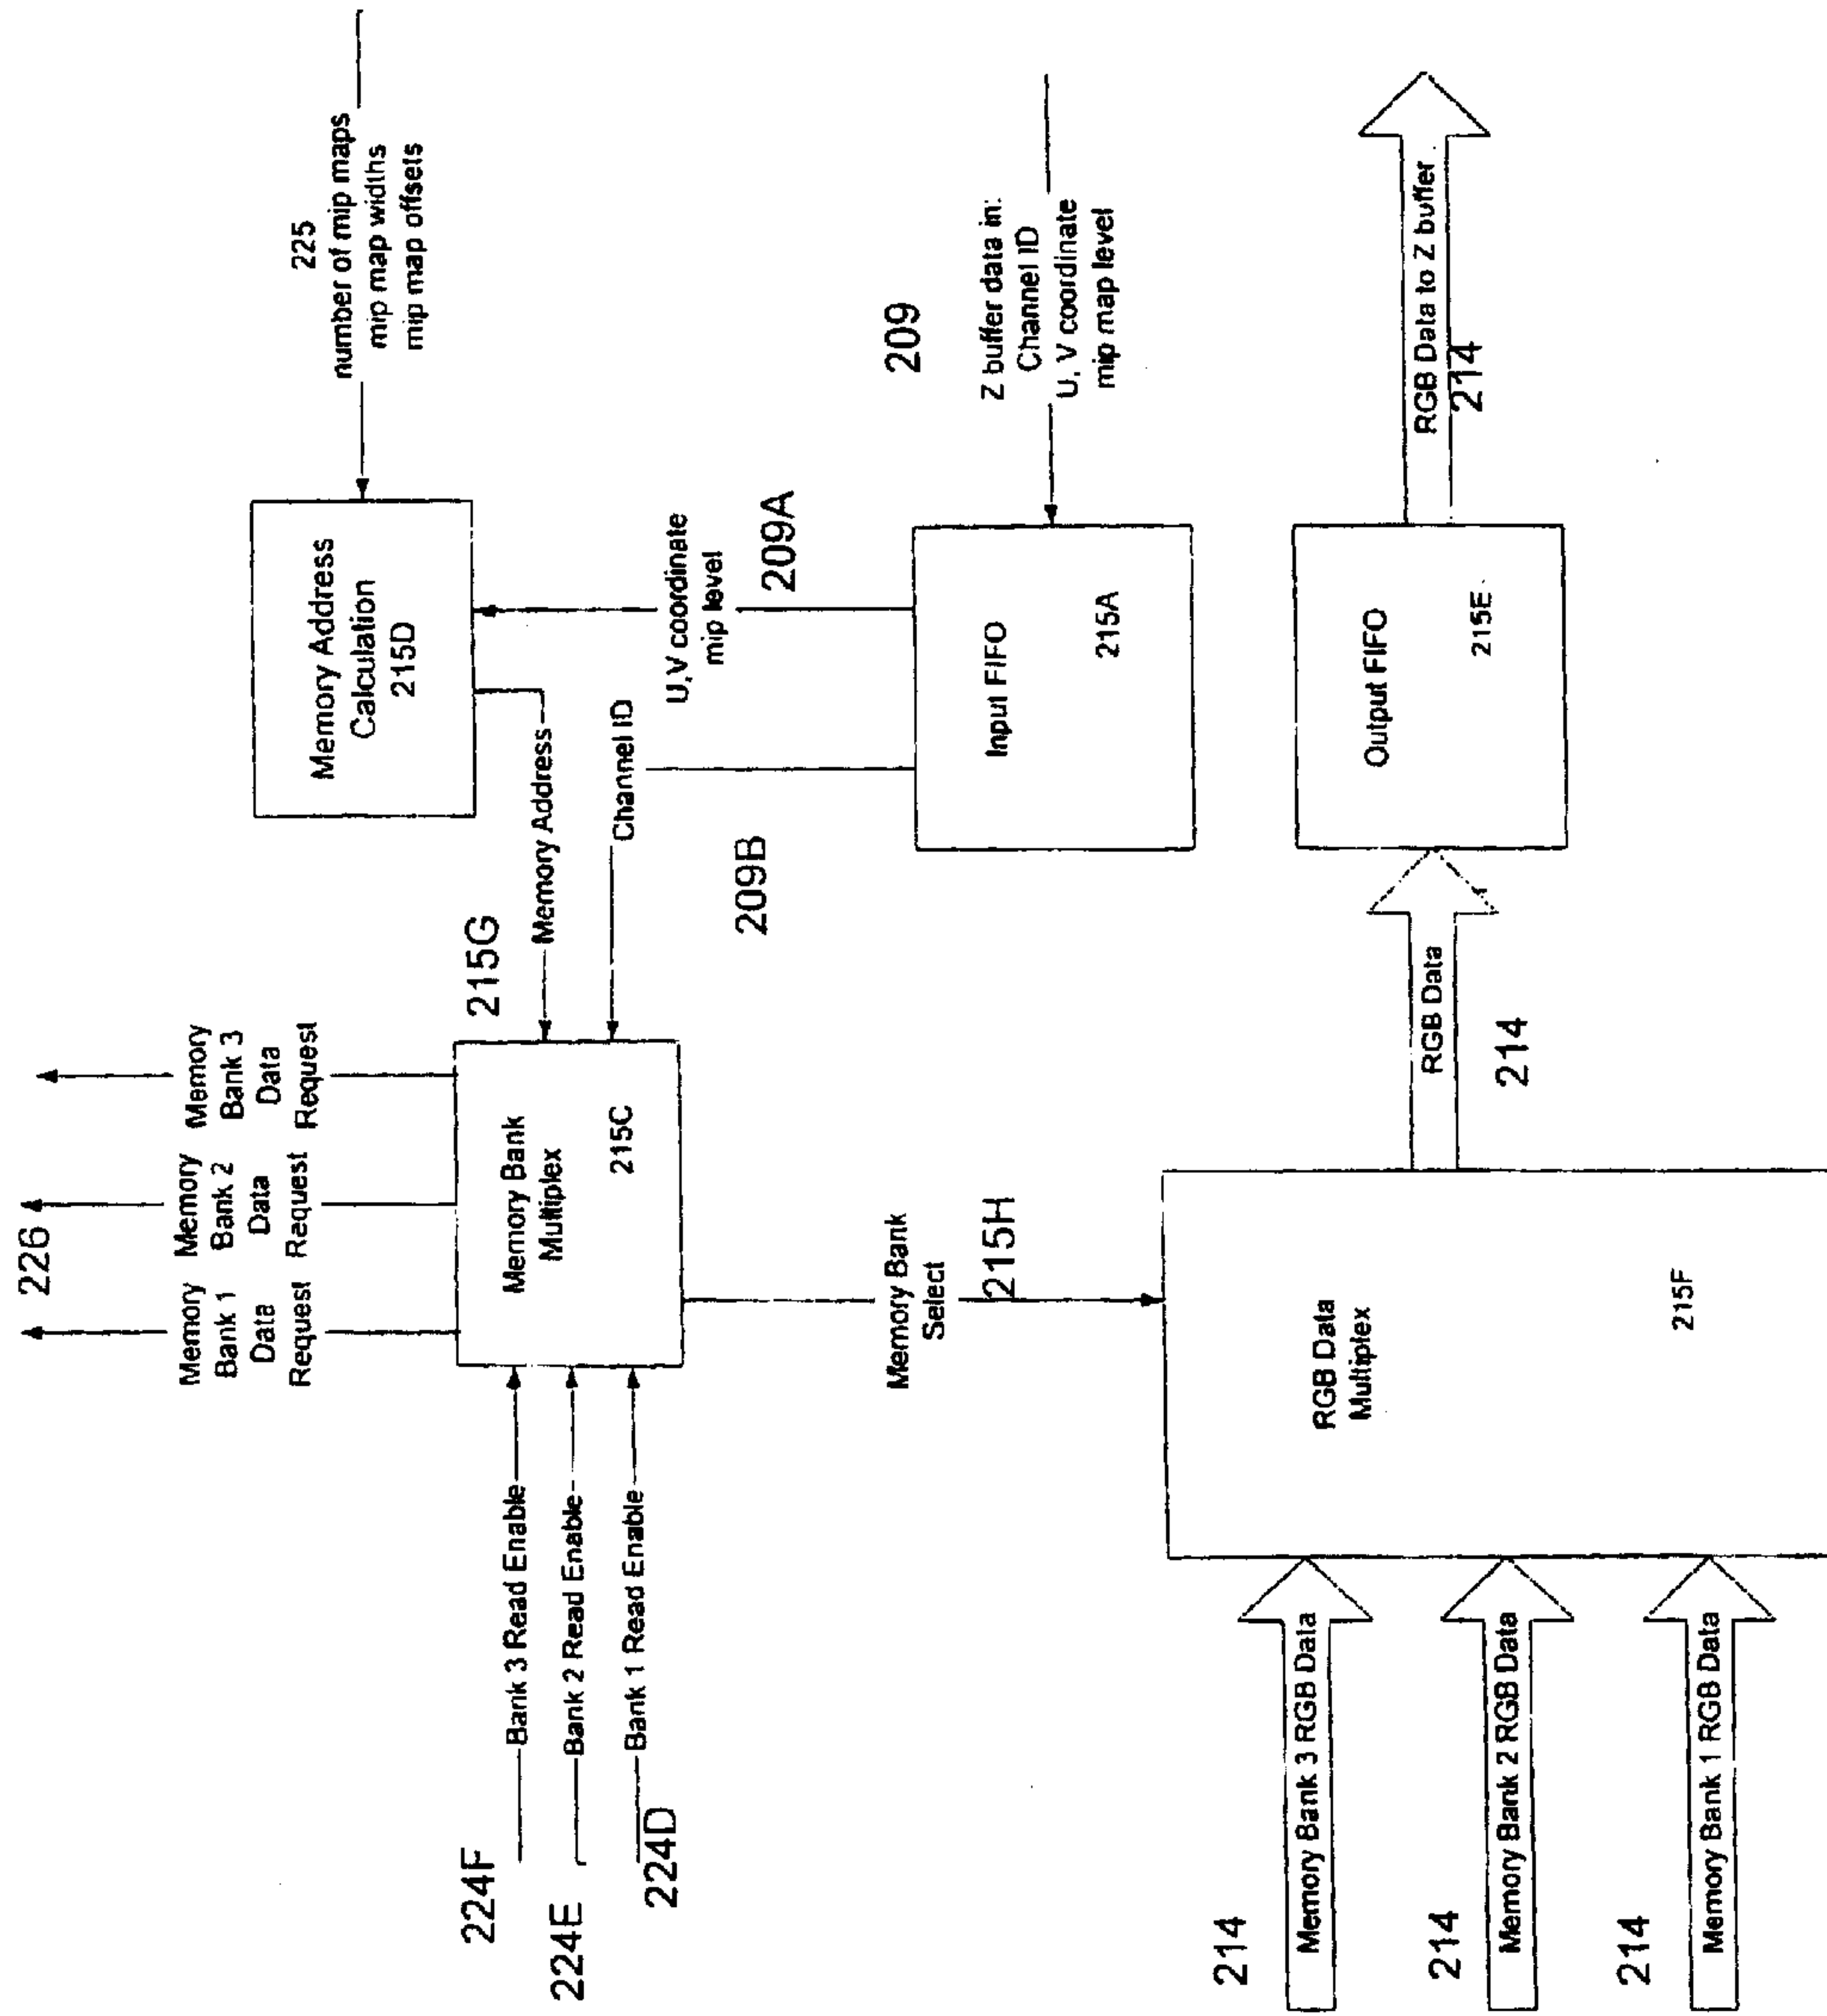 226
Memory
Bank 1
Data
Request
Memory
Bank 2
Data
Request
Memory
Bank 3
Data
Request
225
number of mip maps
mip map widths
mip map offsets
Memory Address
Calculation
215D
224F
Bank 3 Read Enable
224E
Bank 2 Read Enable
224D
Bank 1 Read Enable
Memory Bank
Multiplex
215C
215G
Memory Address
Channel ID
209B
U,V coordinate
mip level
209A
209
Z buffer data in:
Channel ID
U, V coordinate
mip map level
Input FIFO
215A
Memory Bank
Select
215H
214
Memory Bank 3 RGB Data
214
Memory Bank 2 RGB Data
214
Memory Bank 1 RGB Data
RGB Data
Multiplex
215F
RGB Data
214
Output FIFO
215E
RGB Data to Z buffer
214